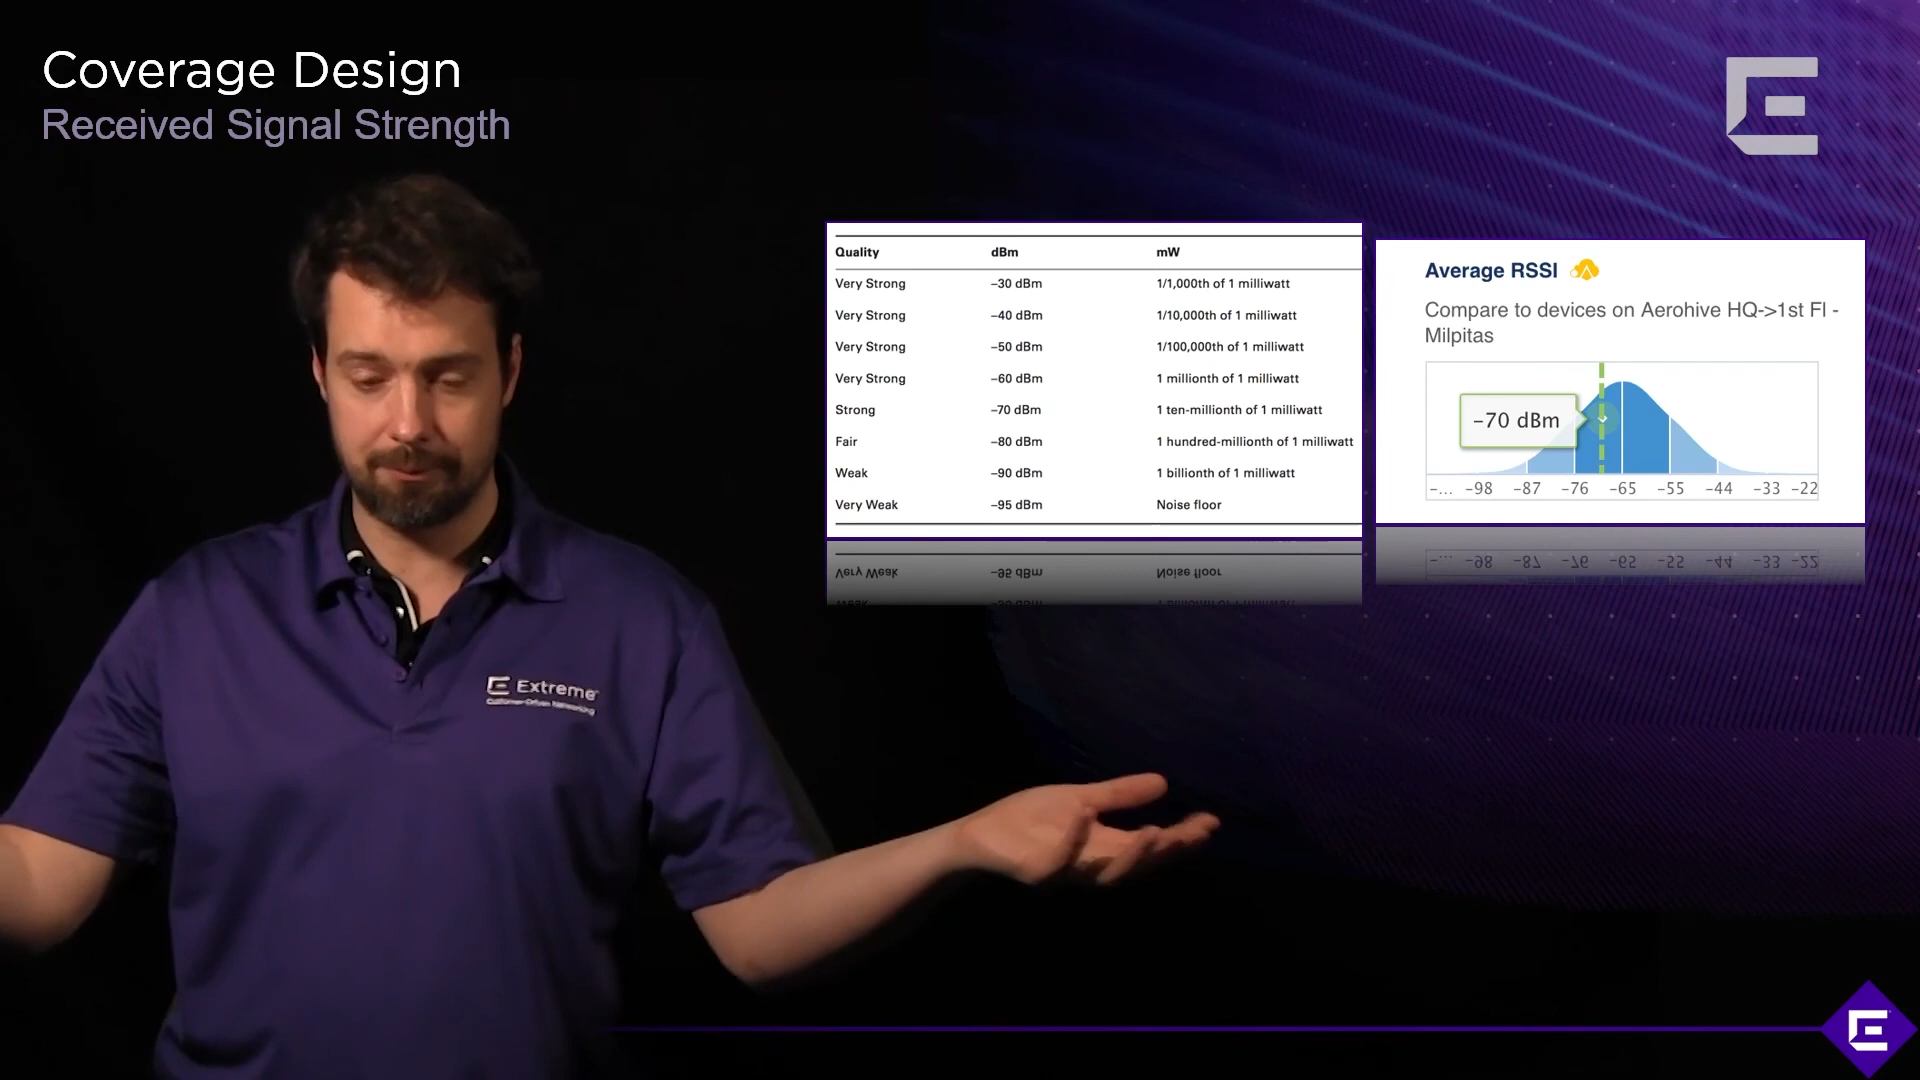 Coverage Design
Received Signal Strength
Quality dBm mW
Very Strong –30 dBm 1/1,000th of 1 milliwatt
Very Strong –40 dBm 1/10,000th of 1 milliwatt
Very Strong –50 dBm 1/100,000th of 1 milliwatt
Very Strong –60 dBm 1 millionth of 1 milliwatt
Strong –70 dBm 1 ten-millionth of 1 milliwatt
Fair –80 dBm 1 hundred-millionth of 1 milliwatt
Weak –90 dBm 1 billionth of 1 milliwatt
Very Weak –95 dBm Noise floor
Average RSSI
Compare to devices on Aerohive HQ->1st Fl -
Milpitas
–70 dBm
–... –98 –87 –76 –65 –55 –44 –33 –22
Extreme
Customer-Driven Networking